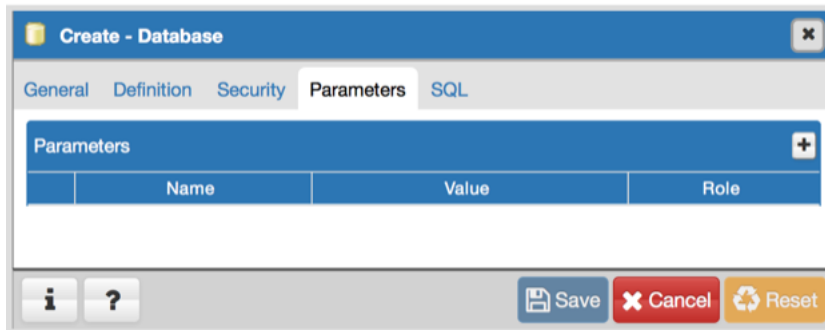 Create - Database
General Definition Security Parameters SQL
Parameters
Name Value Role
i ? Save Cancel Reset